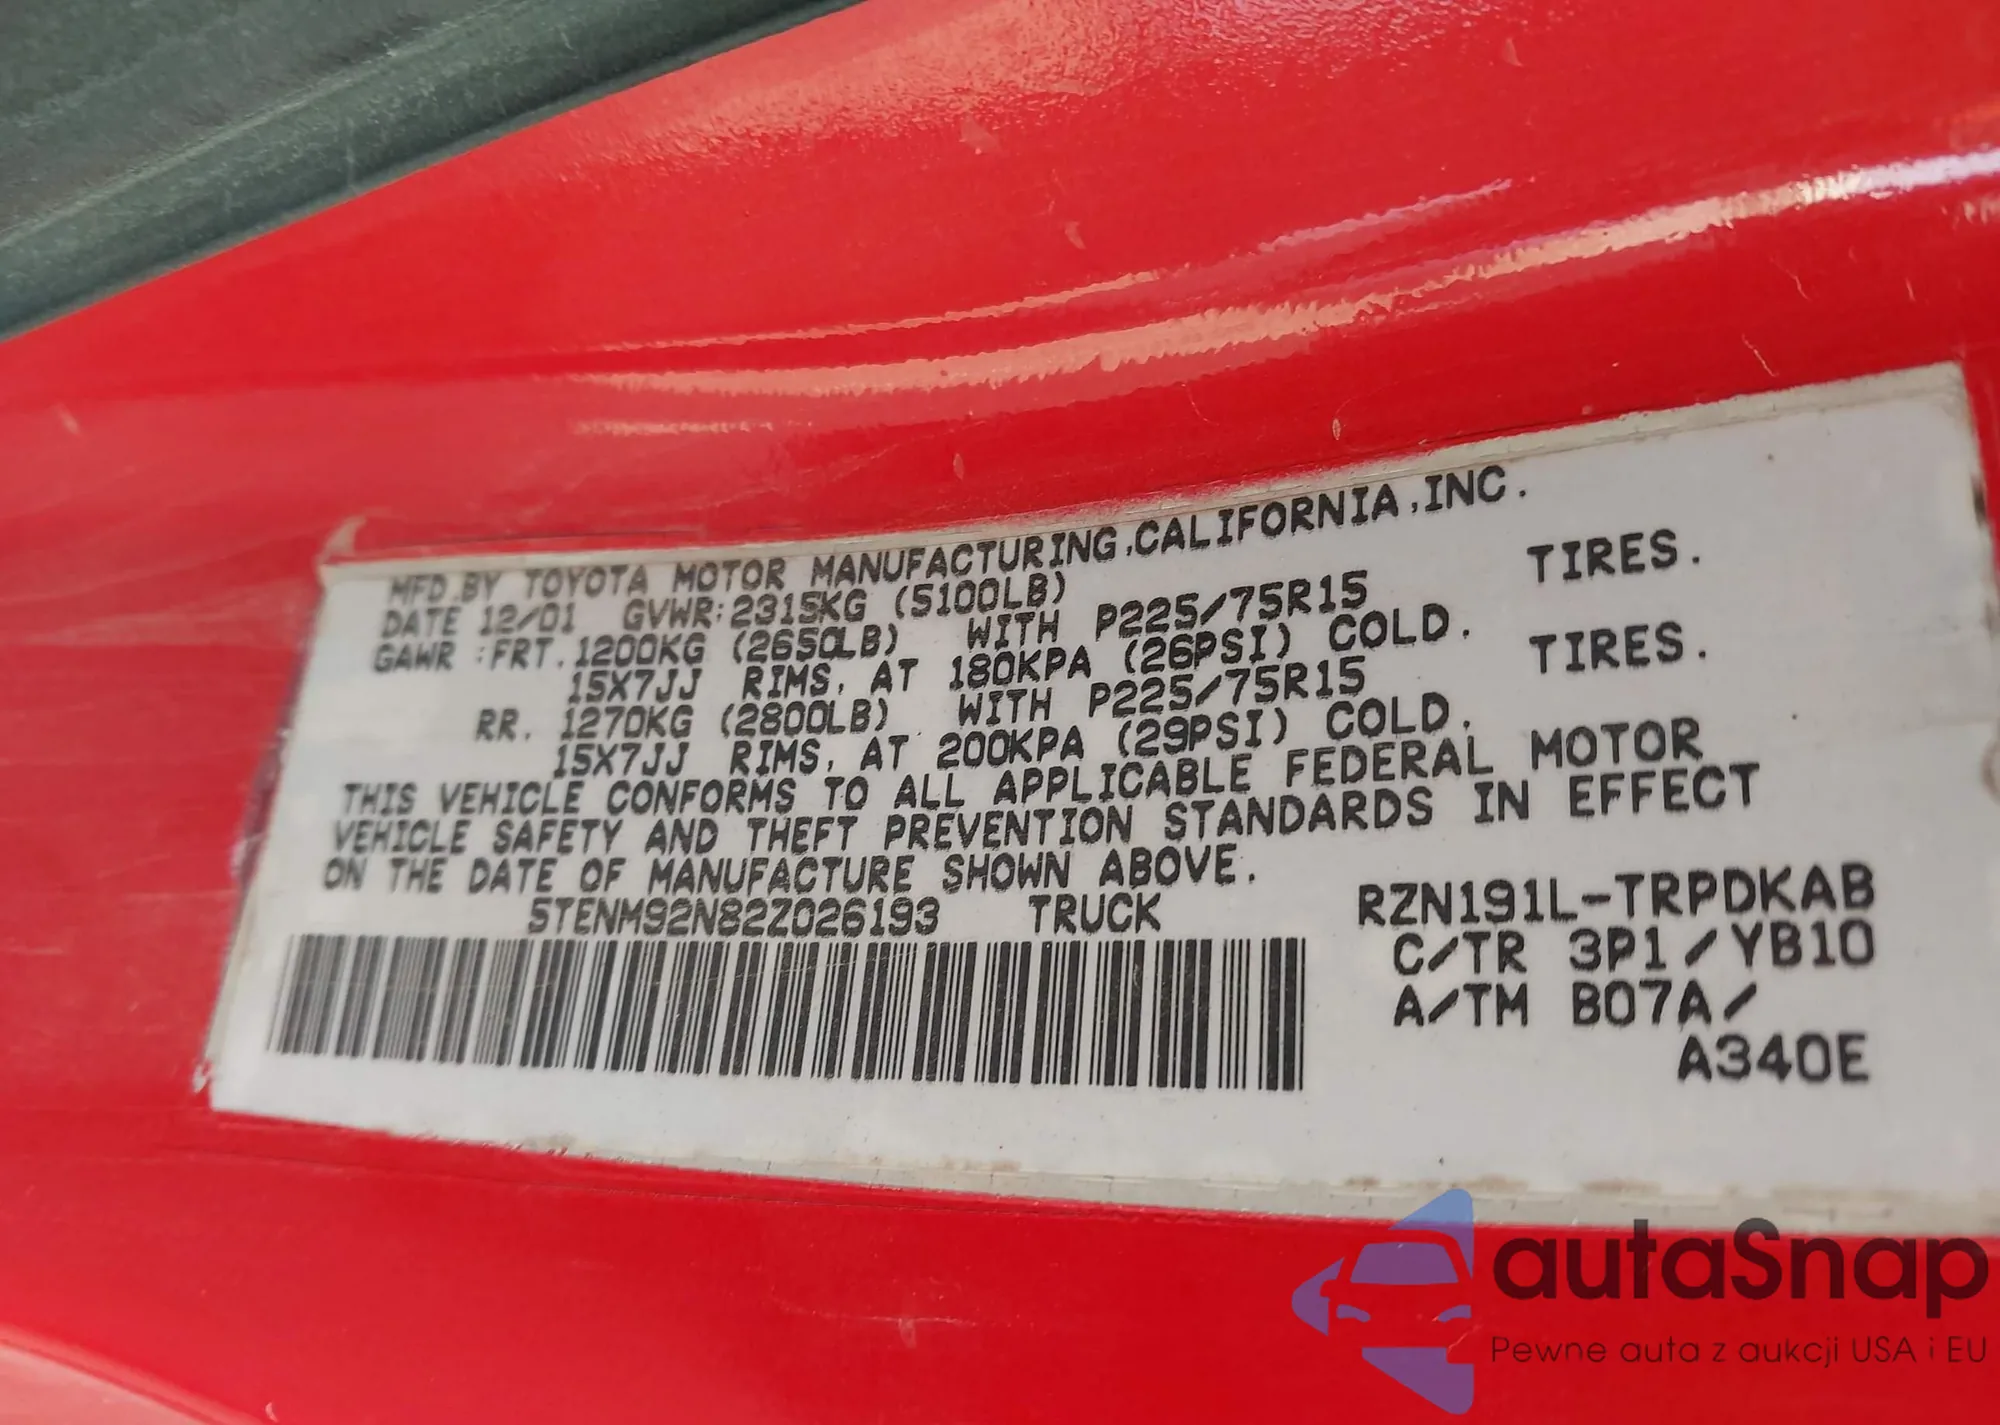 MFD.BY TOYOTA MOTOR MANUFACTURING,CALIFORNIA,INC.
DATE 12/01 GVWR:2315KG (5100LB)
GAWR :FRT. 1200KG (2650LB) WITH P225/75R15 TIRES.
15X7JJ RIMS, AT 180KPA (26PSI) COLD.
RR. 1270KG (2800LB) WITH P225/75R15 TIRES.
15X7JJ RIMS, AT 200KPA (29PSI) COLD.
THIS VEHICLE CONFORMS TO ALL APPLICABLE FEDERAL MOTOR
VEHICLE SAFETY AND THEFT PREVENTION STANDARDS IN EFFECT
ON THE DATE OF MANUFACTURE SHOWN ABOVE.
5TENM92N82Z026193 TRUCK RZN191L-TRPDKAB
C/TR 3P1/YB10
A/TM B07A/
A340E
autaSnap
Pewne auta z aukcji USA i EU